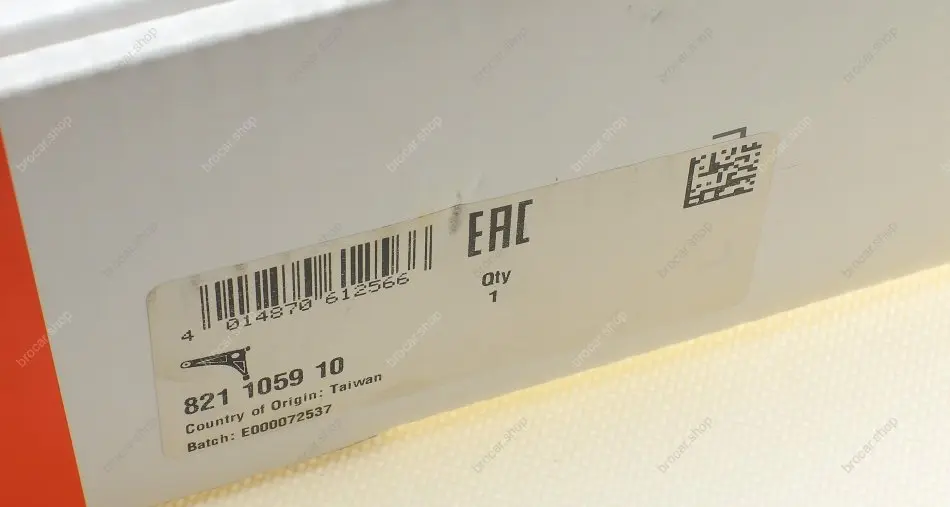 EAC
4 014870 612566
Qty
1
821 1059 10
Country of Origin: Taiwan
Batch: E000072537
brocar.shop